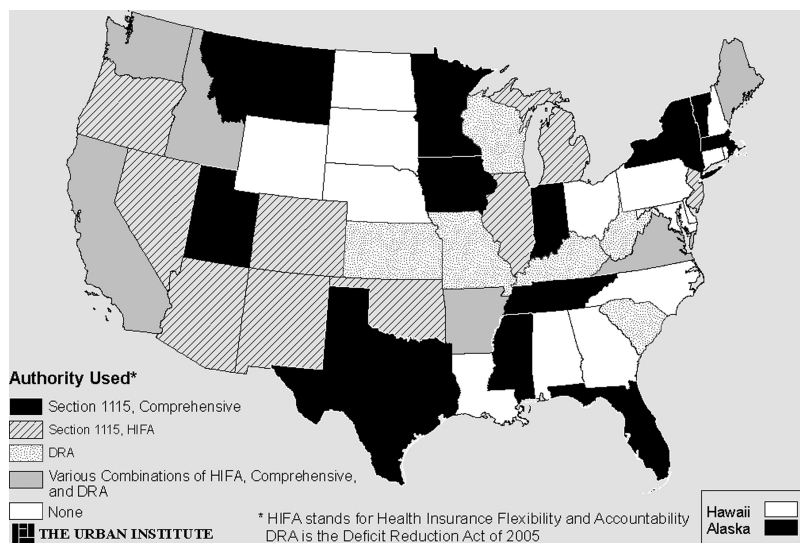 Authority Used*
Section 1115, Comprehensive
Section 1115, HIFA
DRA
Various Combinations of HIFA, Comprehensive,
and DRA
None
THE URBAN INSTITUTE
* HIFA stands for Health Insurance Flexibility and Accountability
DRA is the Deficit Reduction Act of 2005
Hawaii
Alaska